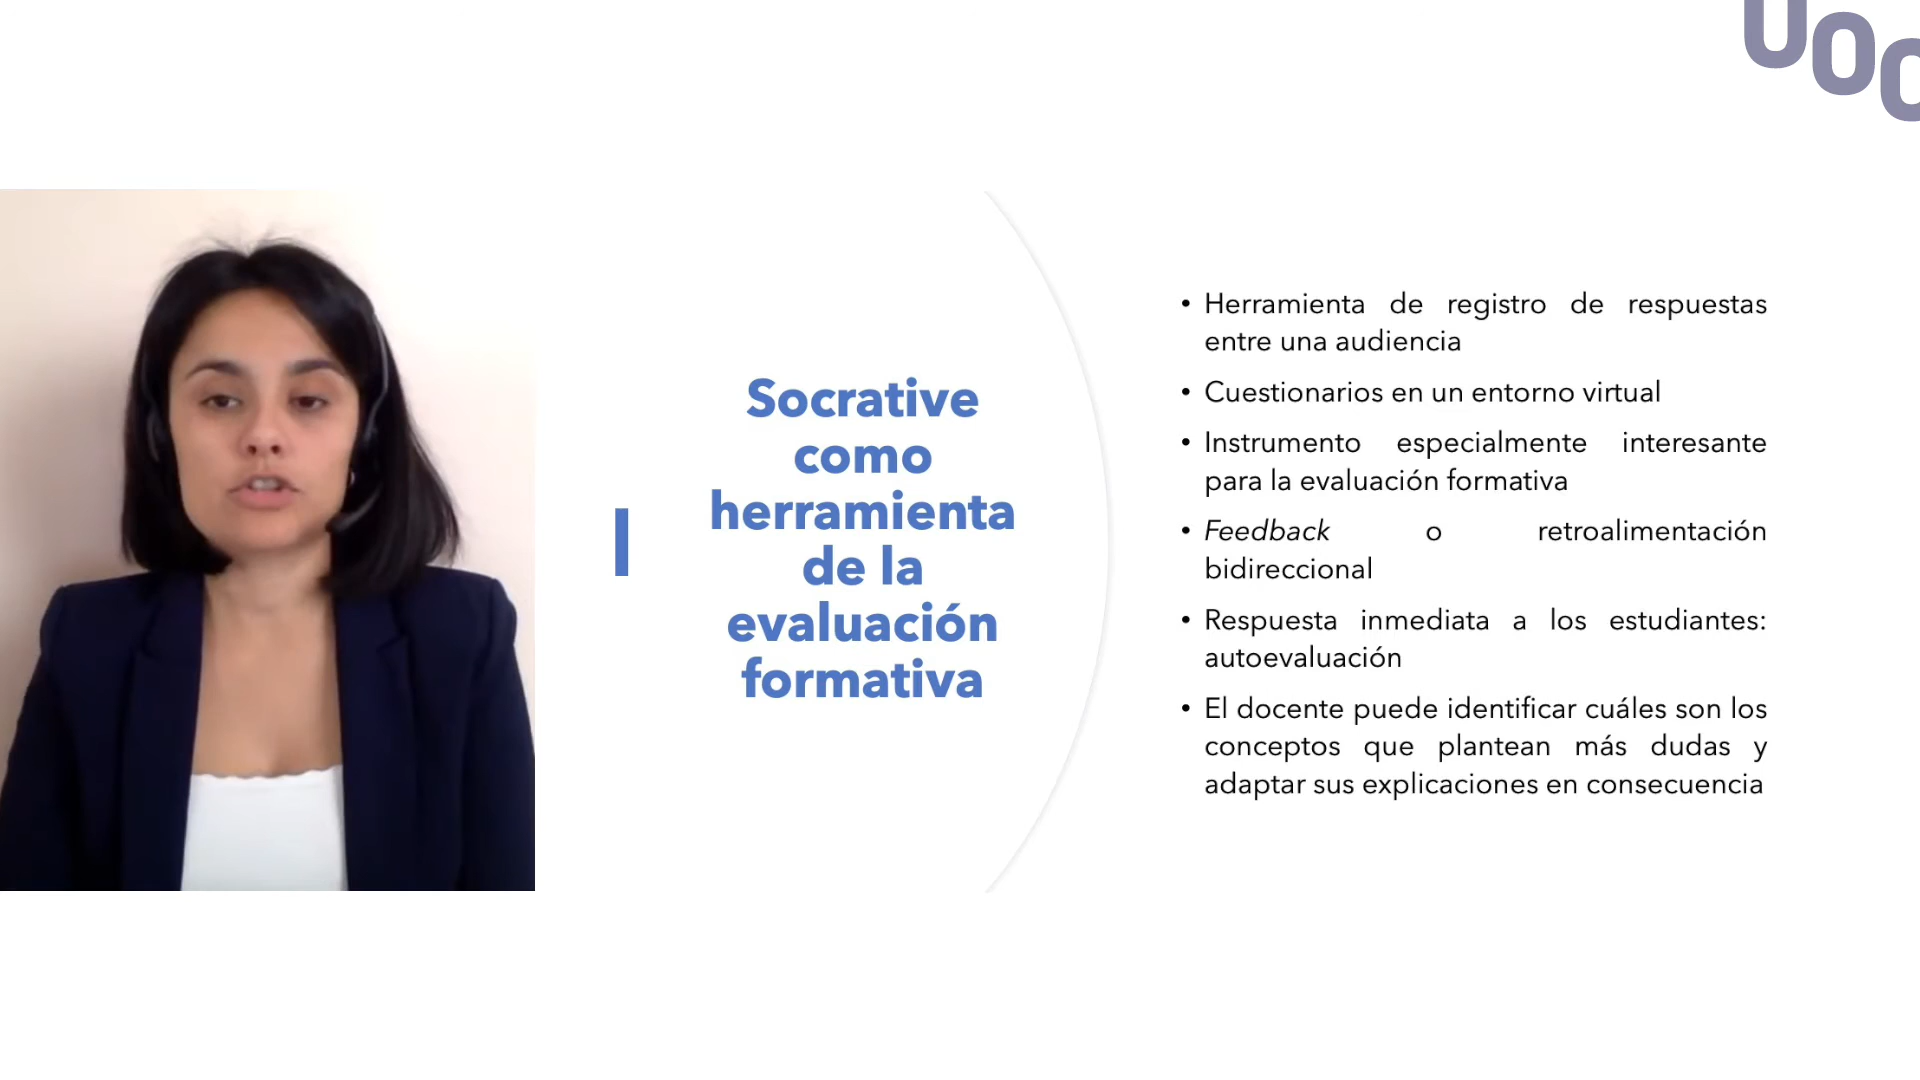 UOC
Socrative
como
herramienta
de la
evaluación
formativa
• Herramienta de registro de respuestas
entre una audiencia
• Cuestionarios en un entorno virtual
• Instrumento especialmente interesante
para la evaluación formativa
• Feedback o retroalimentación
bidireccional
• Respuesta inmediata a los estudiantes:
autoevaluación
• El docente puede identificar cuáles son los
conceptos que plantean más dudas y
adaptar sus explicaciones en consecuencia